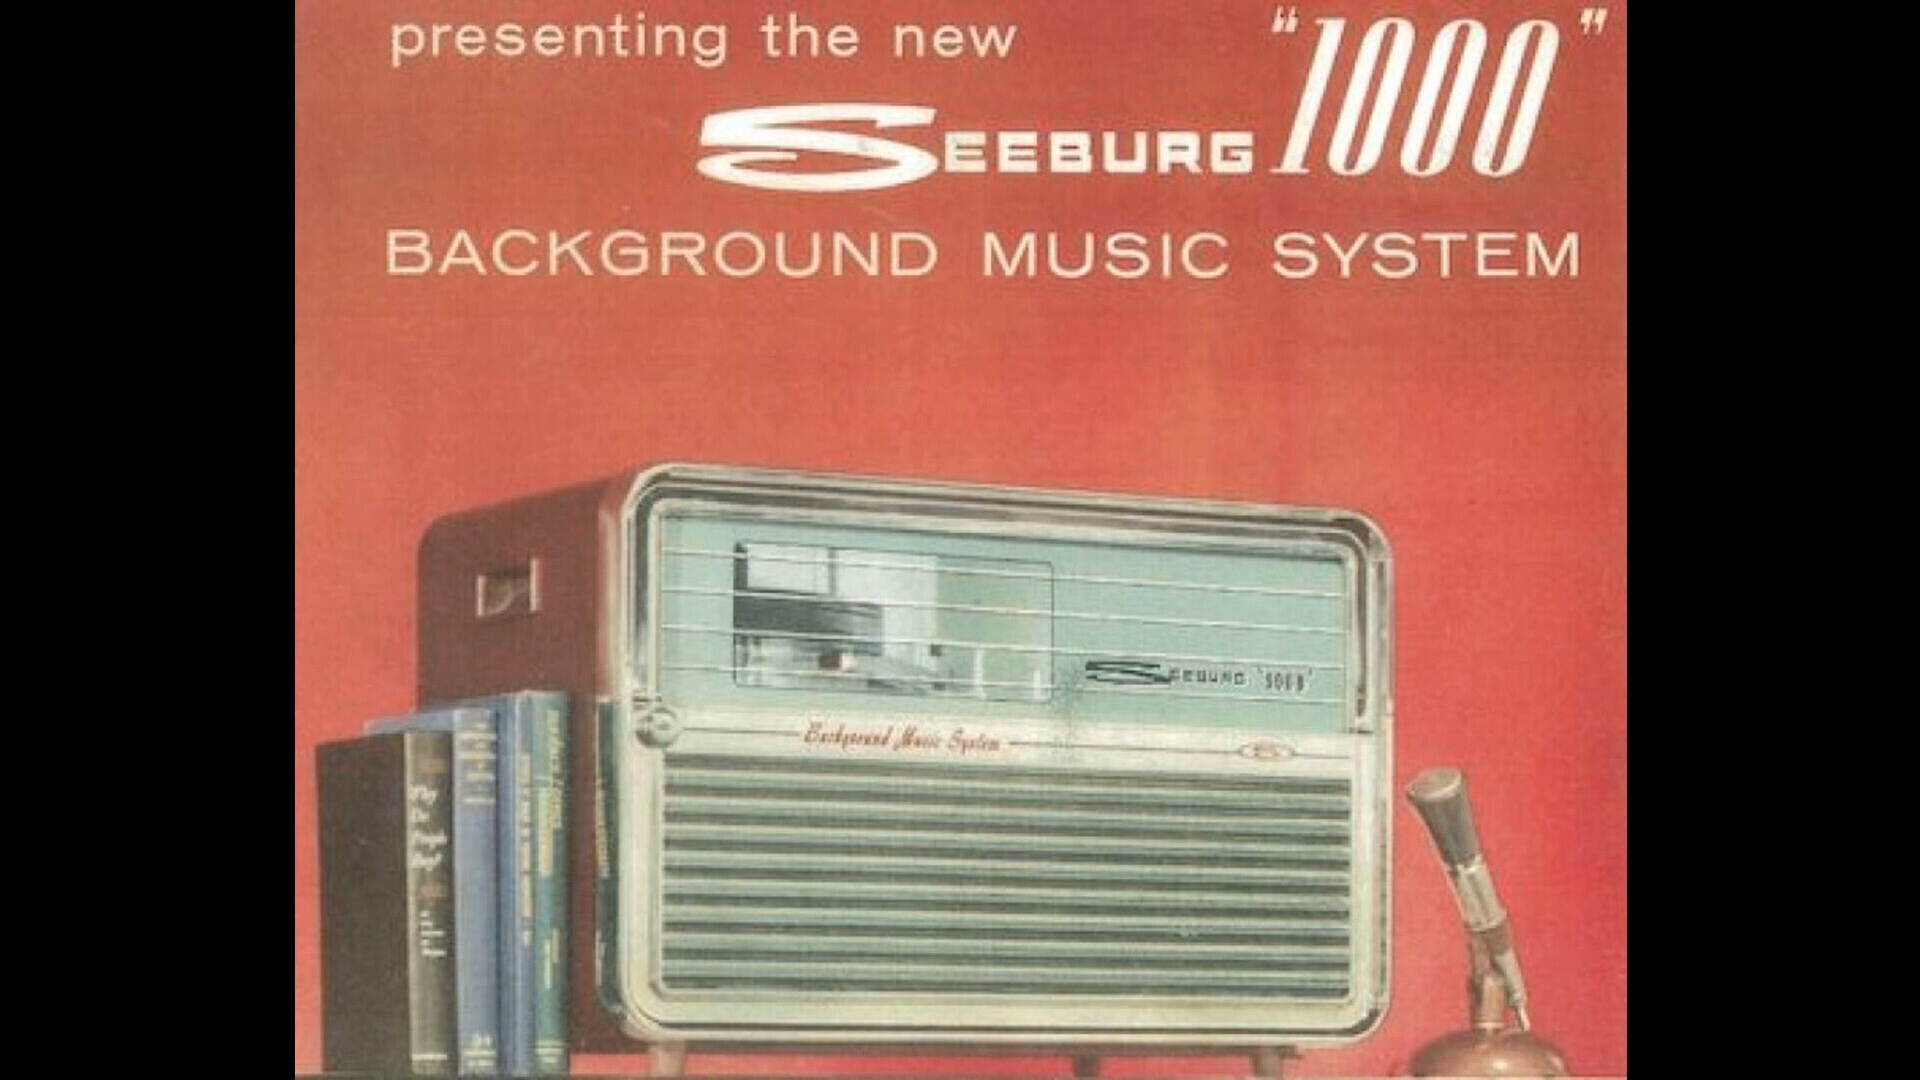 presenting the new
SEEBURG "1000"
BACKGROUND MUSIC SYSTEM
SEEBURG
Background Music System